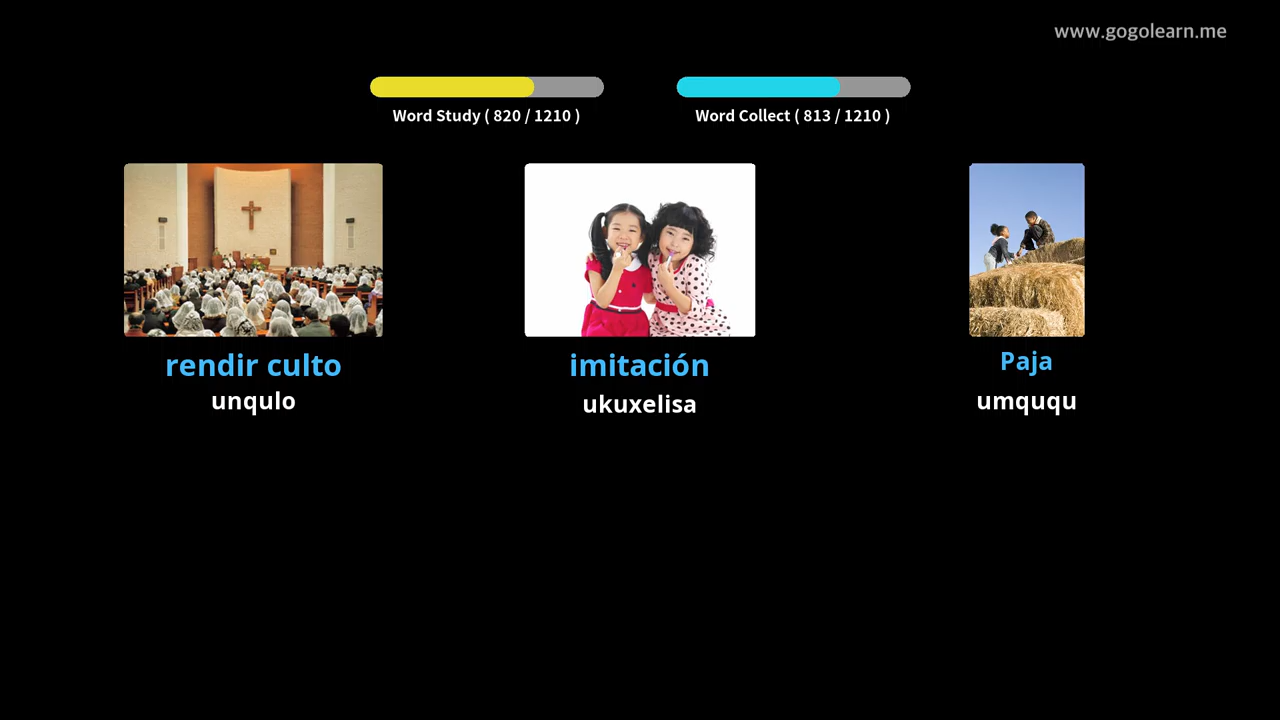 www.gogolearn.me
Word Study ( 820 / 1210 )
Word Collect ( 813 / 1210 )
rendir culto
unqulo
imitación
ukuxelisa
Paja
umququ